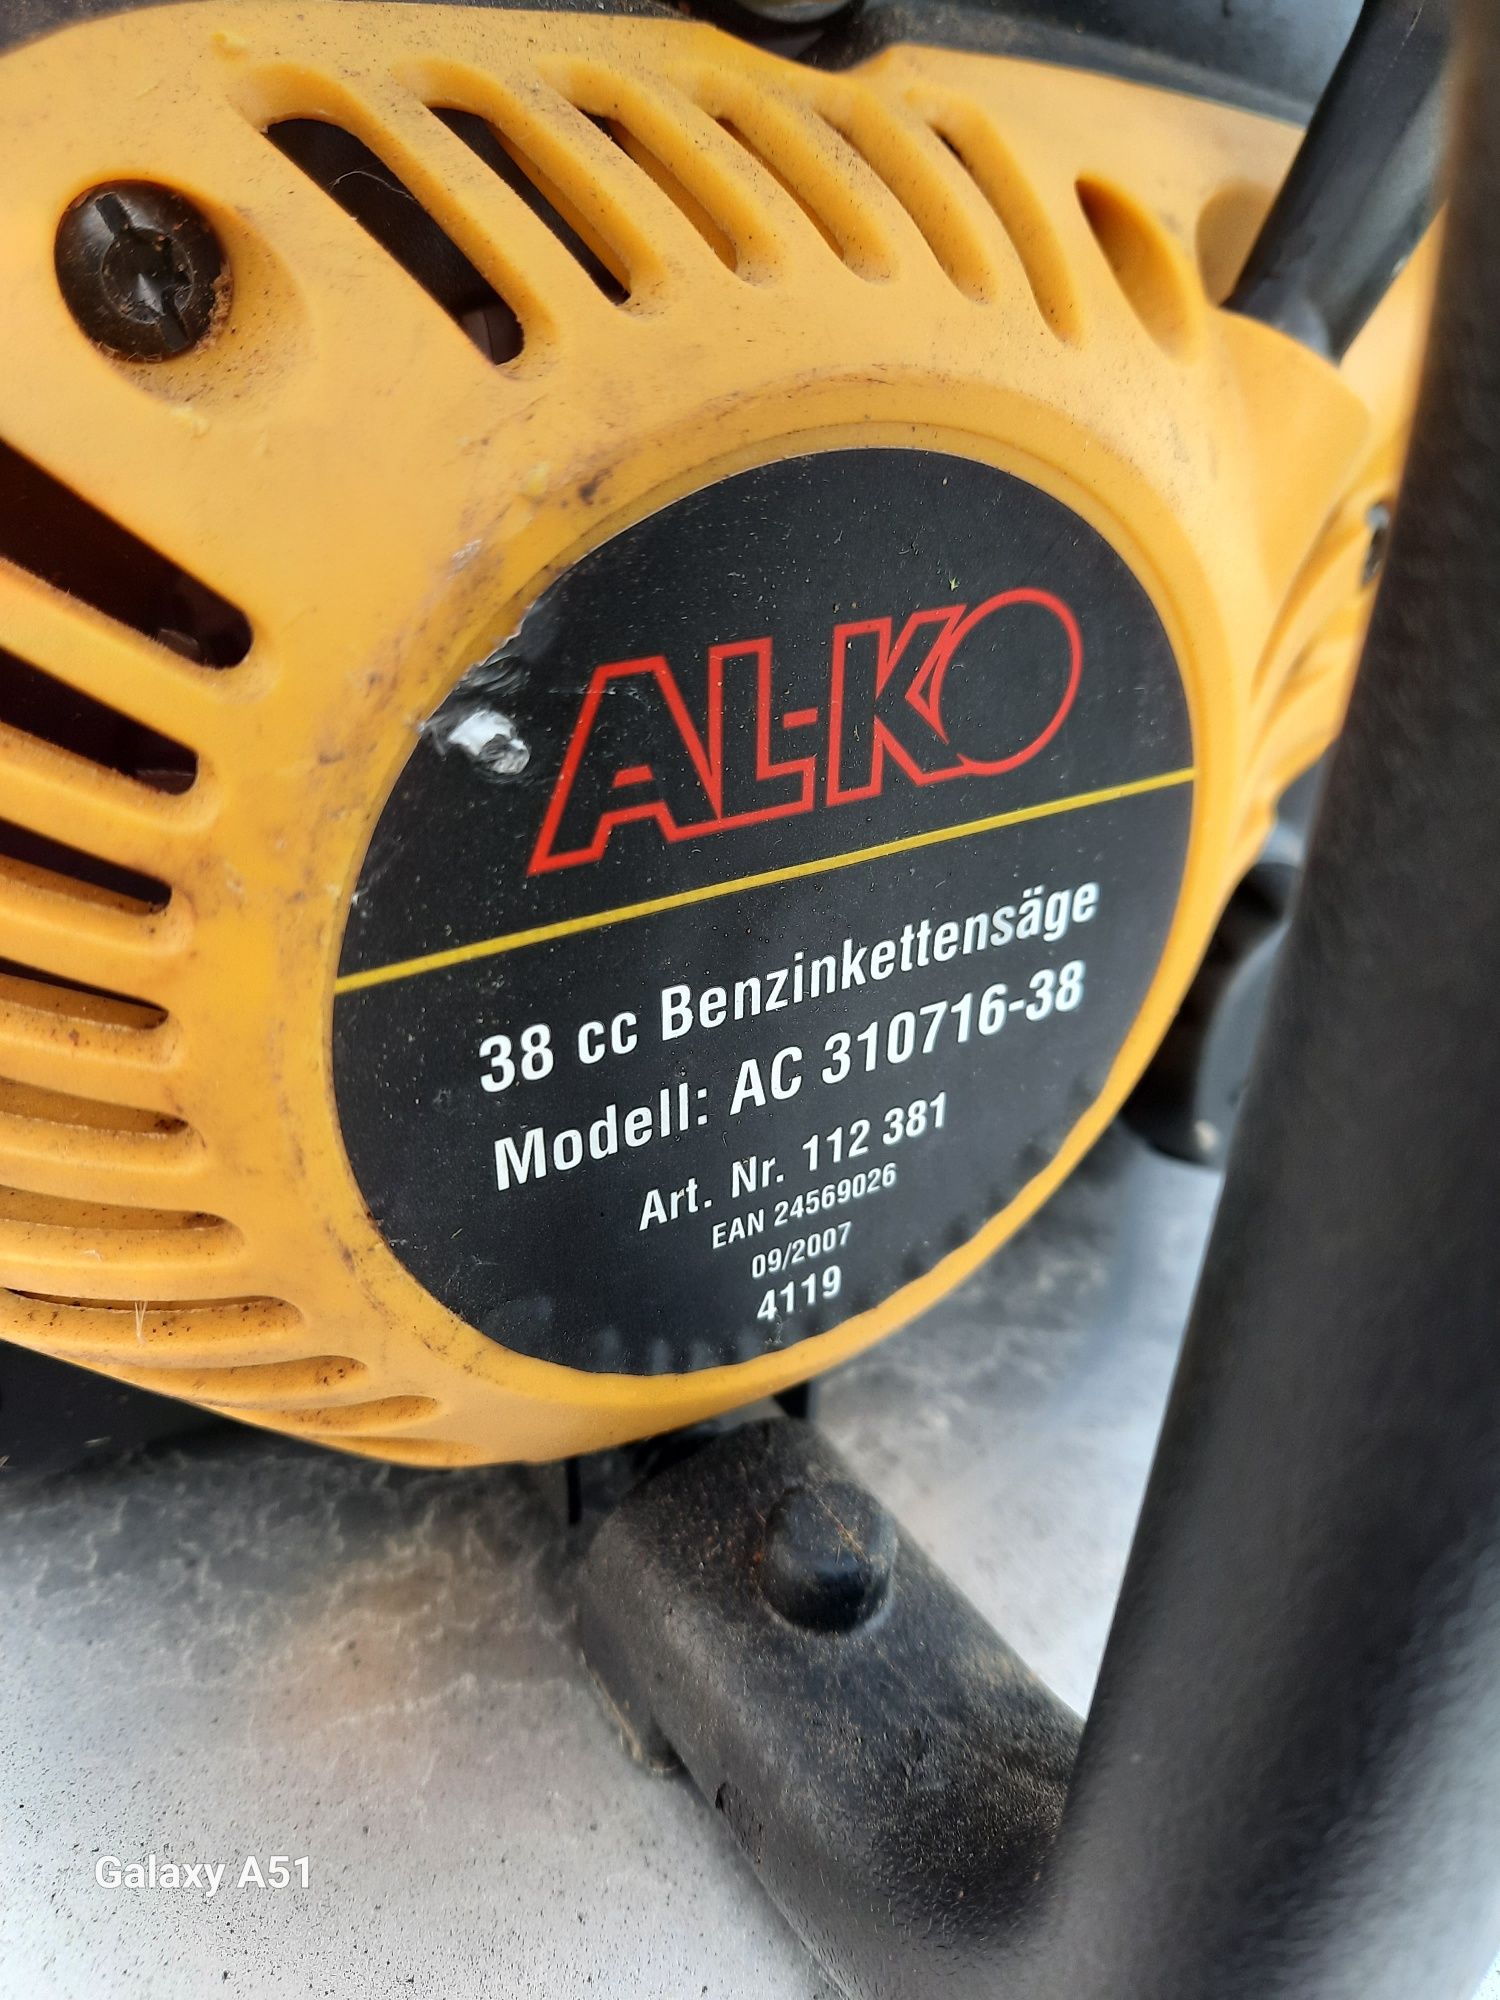 AL-KO
38 cc Benzinkettensäge
Modell: AC 310716-38
Art. Nr. 112 381
EAN 24569026
09/2007
4119
Galaxy A51